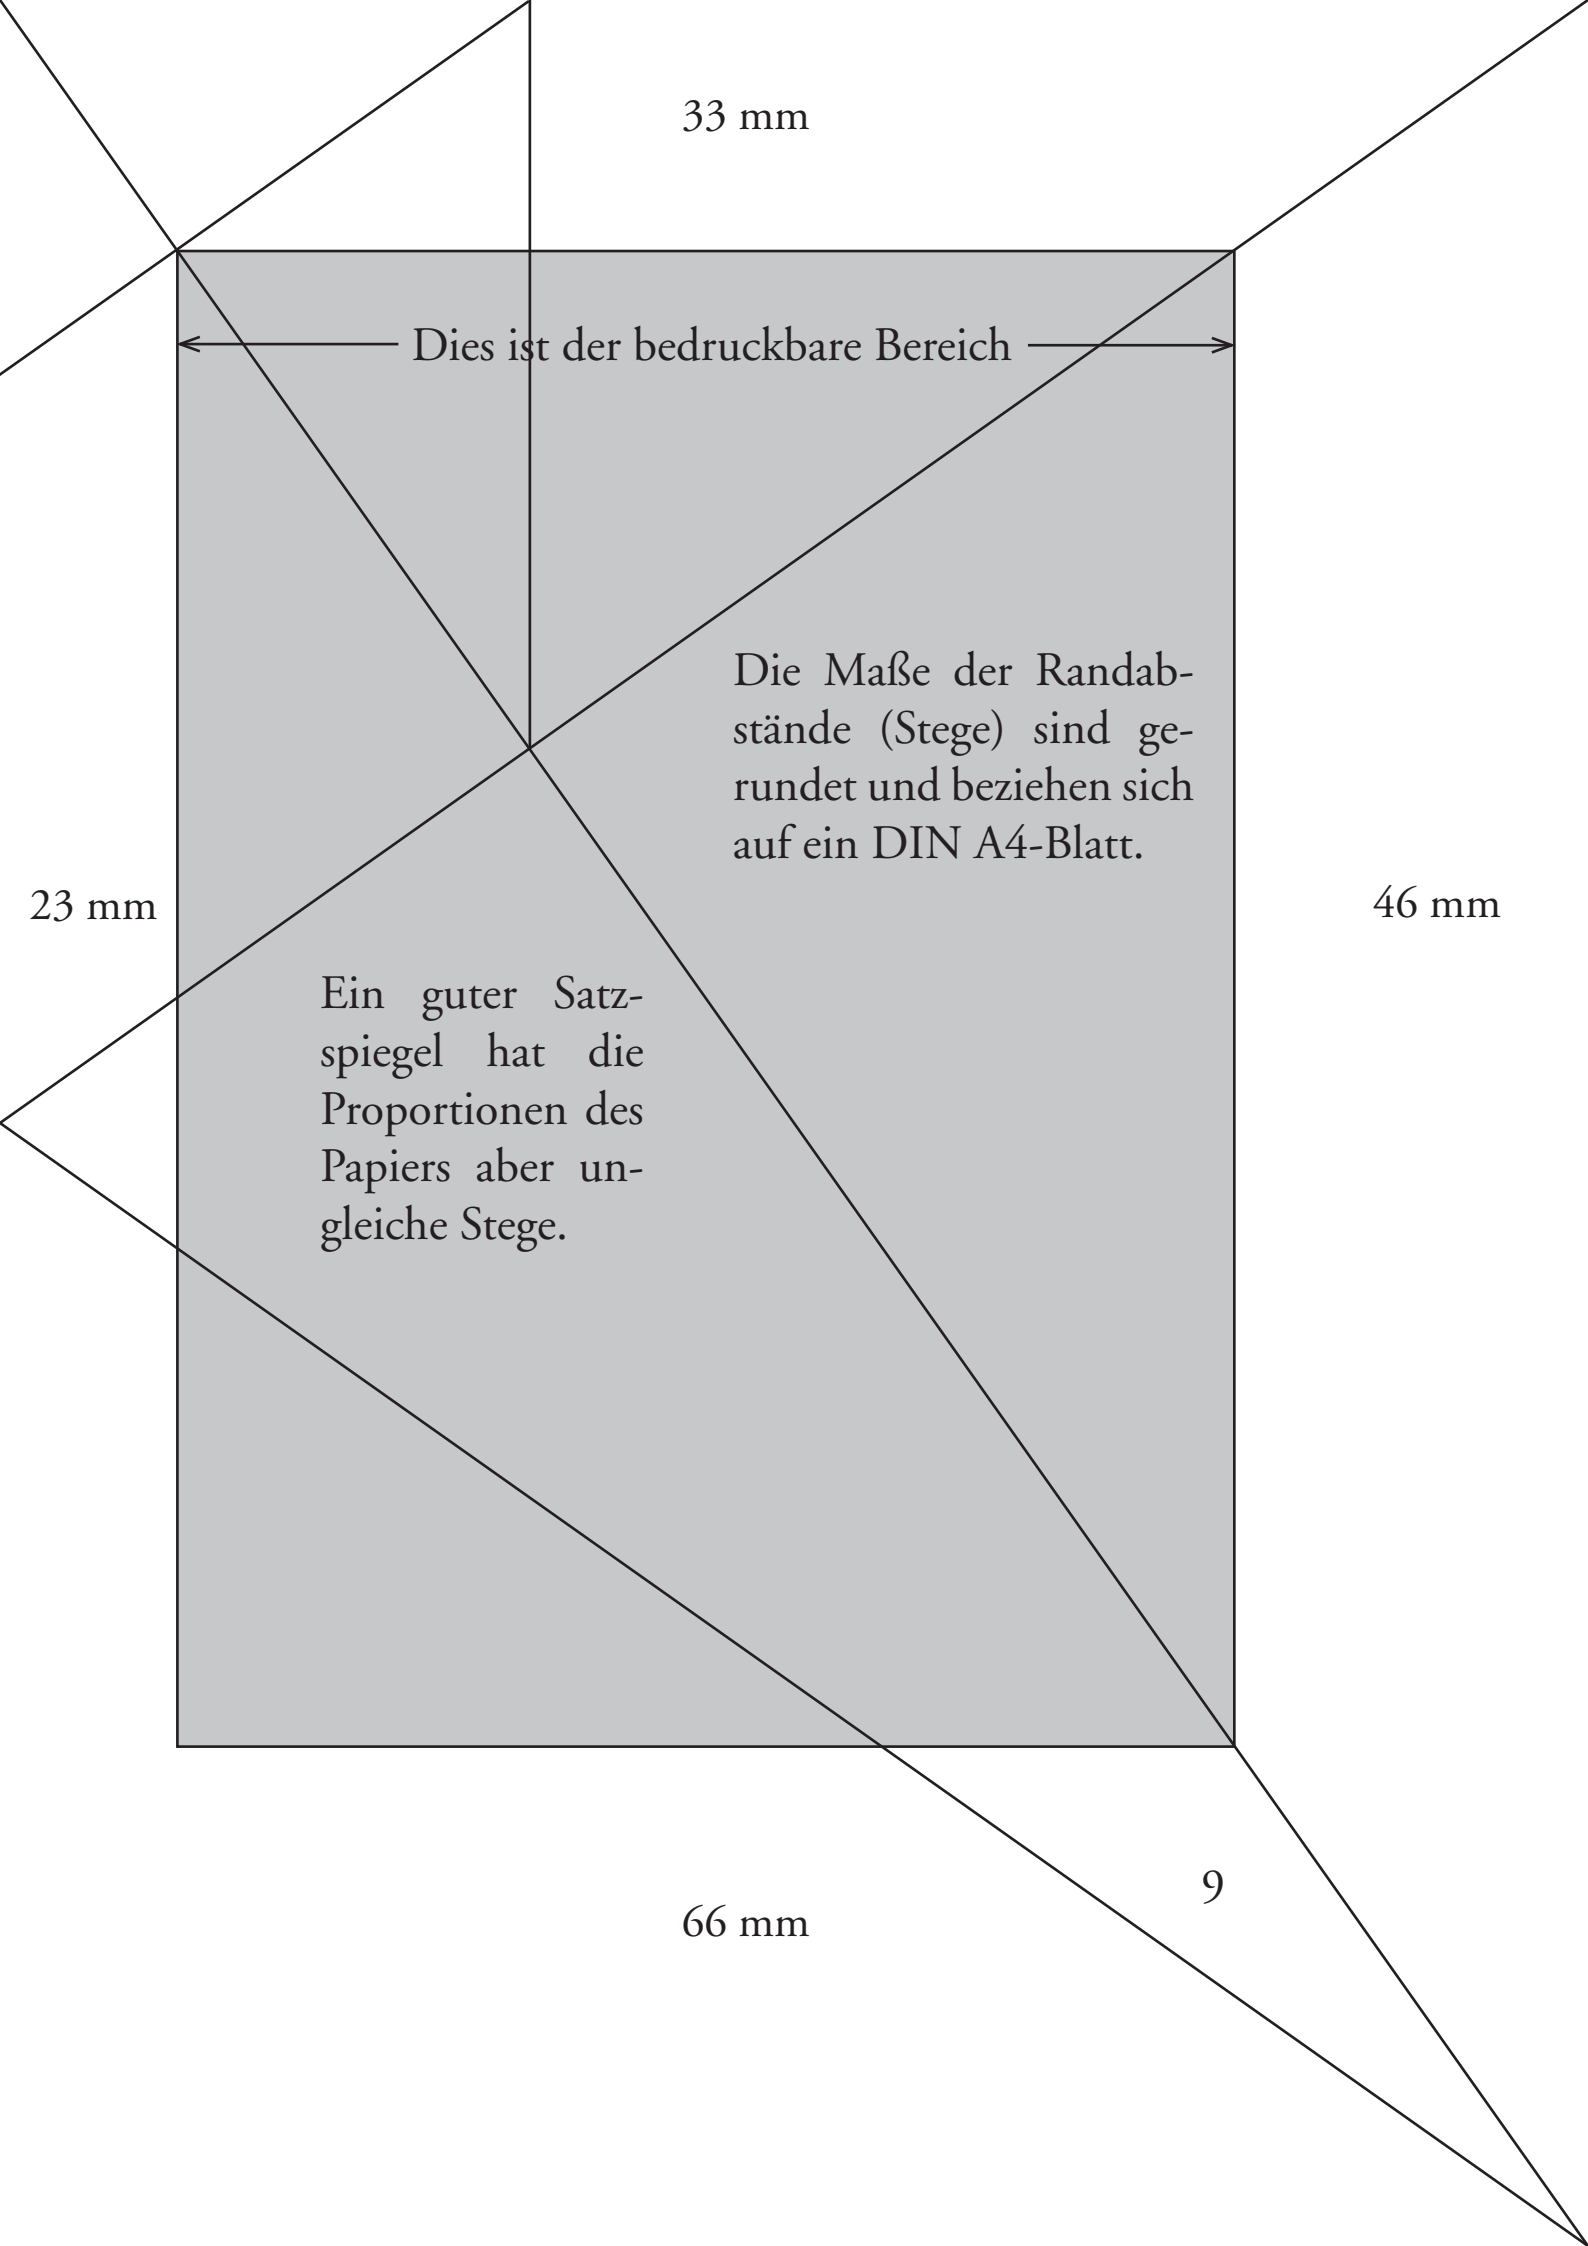 33 mm
Dies ist der bedruckbare Bereich
Die Maße der Randab-
stände (Stege) sind ge-
rundet und beziehen sich
auf ein DIN A4-Blatt.
23 mm
46 mm
Ein guter Satz-
spiegel hat die
Proportionen des
Papiers aber un-
gleiche Stege.
9
66 mm